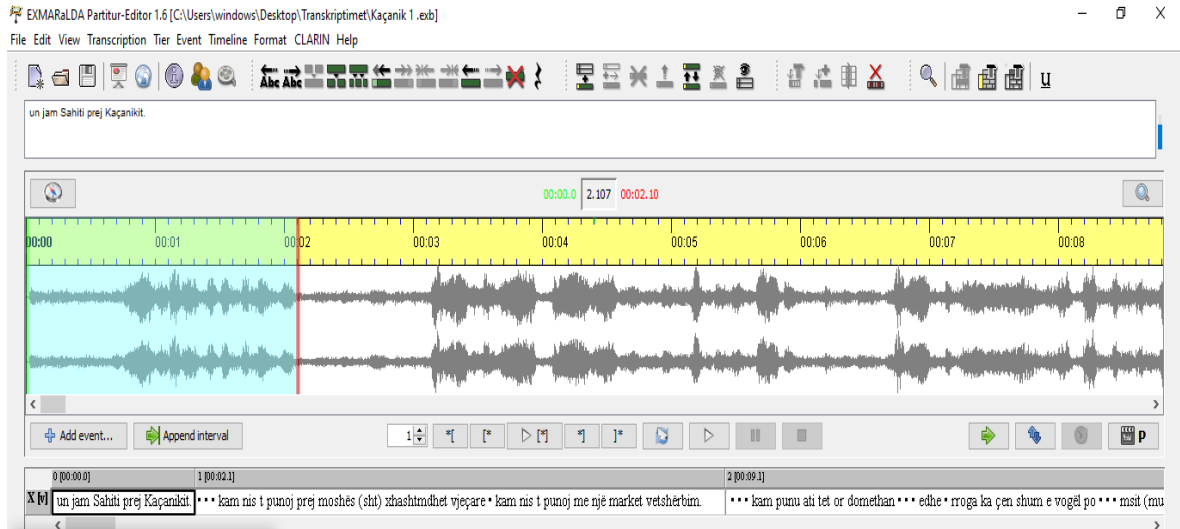 EXMARaLDA Partitur-Editor 1.6 [C:\Users\windows\Desktop\Transkriptimet\Kaçanik 1 .exb]
File Edit View Transcription Tier Event Timeline Format CLARIN Help
Abc Abc u
un jam Sahiti prej Kaçanikit.
00:00.0 2.107 00:02.10
00:00 00:01 00:02 00:03 00:04 00:05 00:06 00:07 00:08
Add event... Append interval 1 *[ [* [*] *] ]* p
0 [00:00.0] 1 [00:02.1] 2 [00:09.1]
X [v] un jam Sahiti prej Kaçanikit. • • • kam nis t punoj prej moshës (sht) xhashtmdhet vjeçare • kam nis t punoj me një market vetshërbim. • • • kam punu ati tet or domethan • • • edhe • rroga ka çen shum e vogël po • • • msit (mu